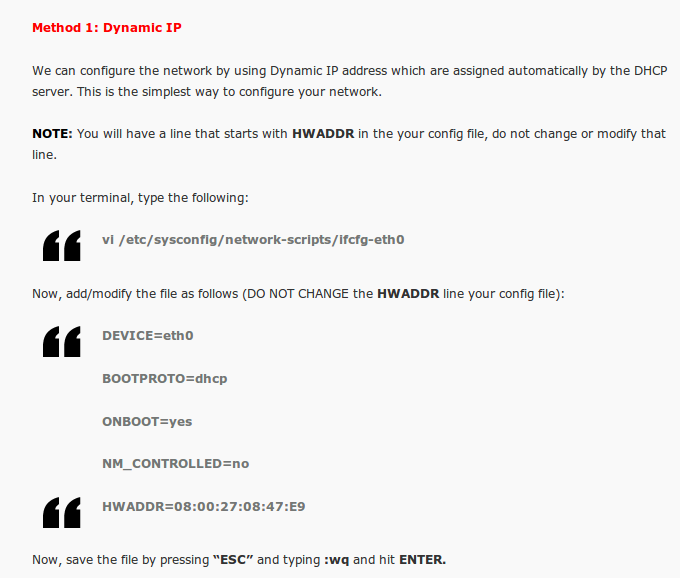 Method 1: Dynamic IP
We can configure the network by using Dynamic IP address which are assigned automatically by the DHCP
server. This is the simplest way to configure your network.
NOTE: You will have a line that starts with HWADDR in the your config file, do not change or modify that
line.
In your terminal, type the following:
vi /etc/sysconfig/network-scripts/ifcfg-eth0
Now, add/modify the file as follows (DO NOT CHANGE the HWADDR line your config file):
DEVICE=eth0
BOOTPROTO=dhcp
ONBOOT=yes
NM_CONTROLLED=no
HWADDR=08:00:27:08:47:E9
Now, save the file by pressing “ESC” and typing :wq and hit ENTER.